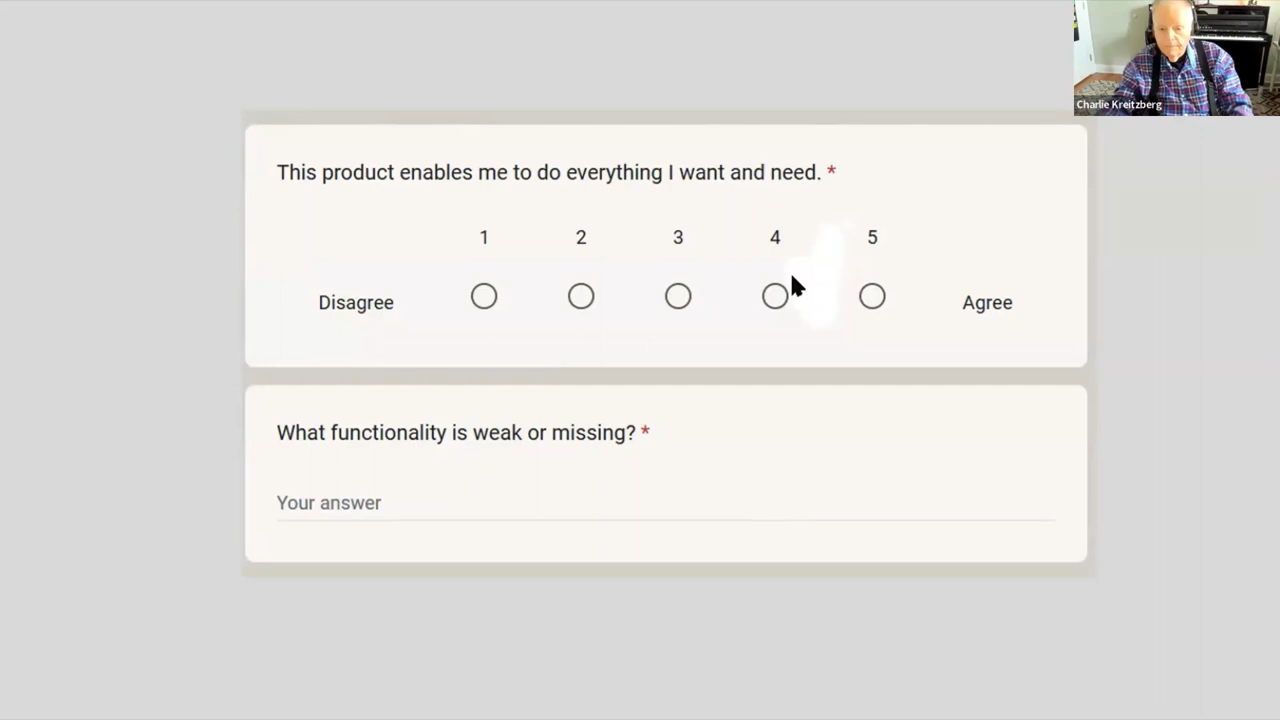 Charlie Kreitzberg
This product enables me to do everything I want and need. *
1 2 3 4 5
Disagree Agree
What functionality is weak or missing? *
Your answer